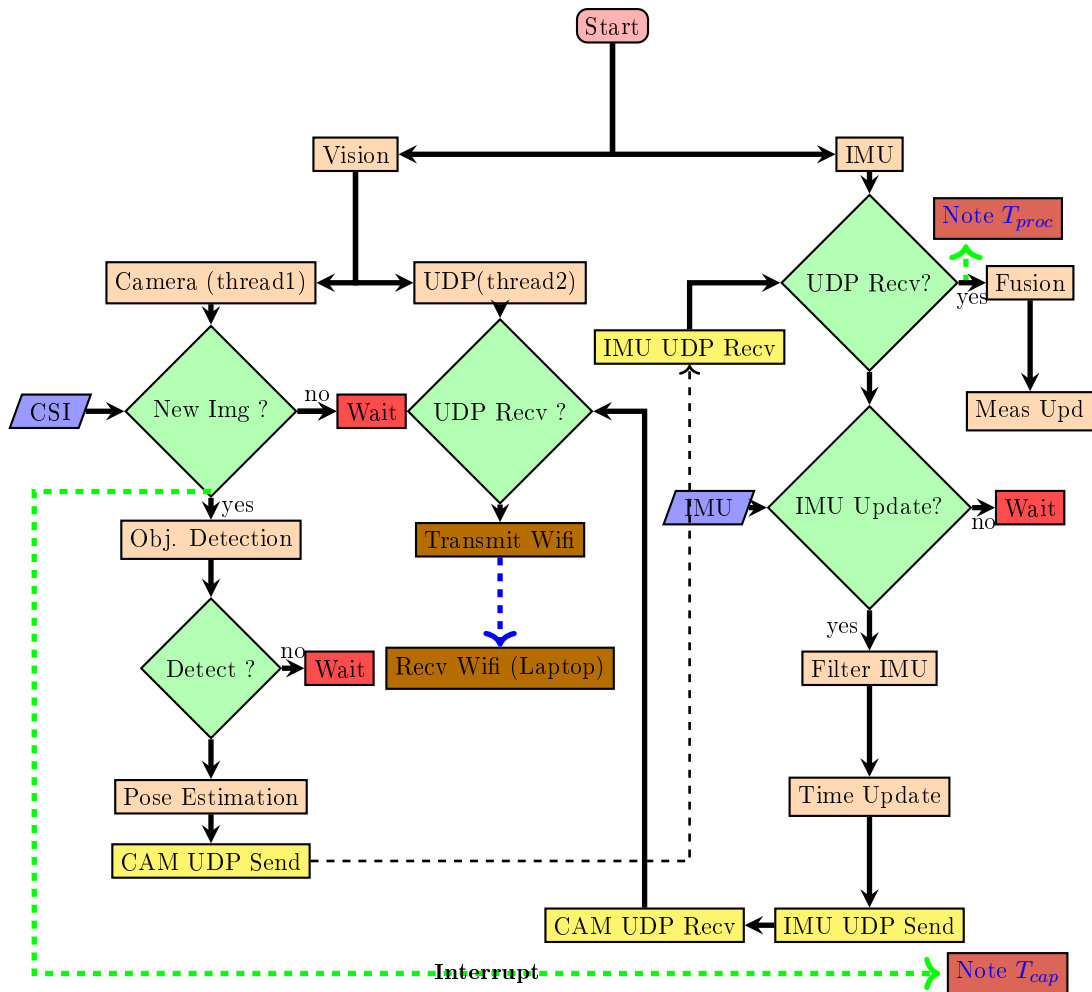 Start
Vision
IMU
Note T_proc
Camera (thread1)
UDP(thread2)
UDP Recv?
yes
Fusion
IMU UDP Recv
CSI
New Img ?
no
Wait
UDP Recv ?
Meas Upd
yes
IMU
IMU Update?
no
Wait
Obj. Detection
Transmit Wifi
yes
Detect ?
no
Wait
Recv Wifi (Laptop)
Filter IMU
Pose Estimation
Time Update
CAM UDP Send
CAM UDP Recv
IMU UDP Send
Interrupt
Note T_cap